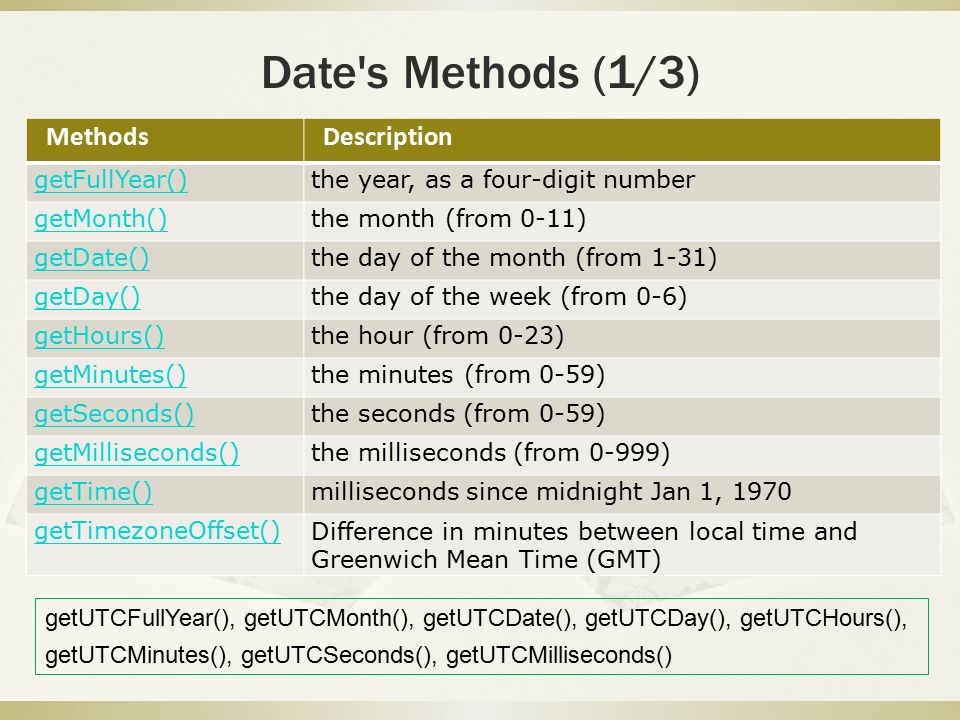 Date's Methods (1/3)
Methods Description
getFullYear() the year, as a four-digit number
getMonth() the month (from 0-11)
getDate() the day of the month (from 1-31)
getDay() the day of the week (from 0-6)
getHours() the hour (from 0-23)
getMinutes() the minutes (from 0-59)
getSeconds() the seconds (from 0-59)
getMilliseconds() the milliseconds (from 0-999)
getTime() milliseconds since midnight Jan 1, 1970
getTimezoneOffset() Difference in minutes between local time and
Greenwich Mean Time (GMT)
getUTCFullYear(), getUTCMonth(), getUTCDate(), getUTCDay(), getUTCHours(),
getUTCMinutes(), getUTCSeconds(), getUTCMilliseconds()